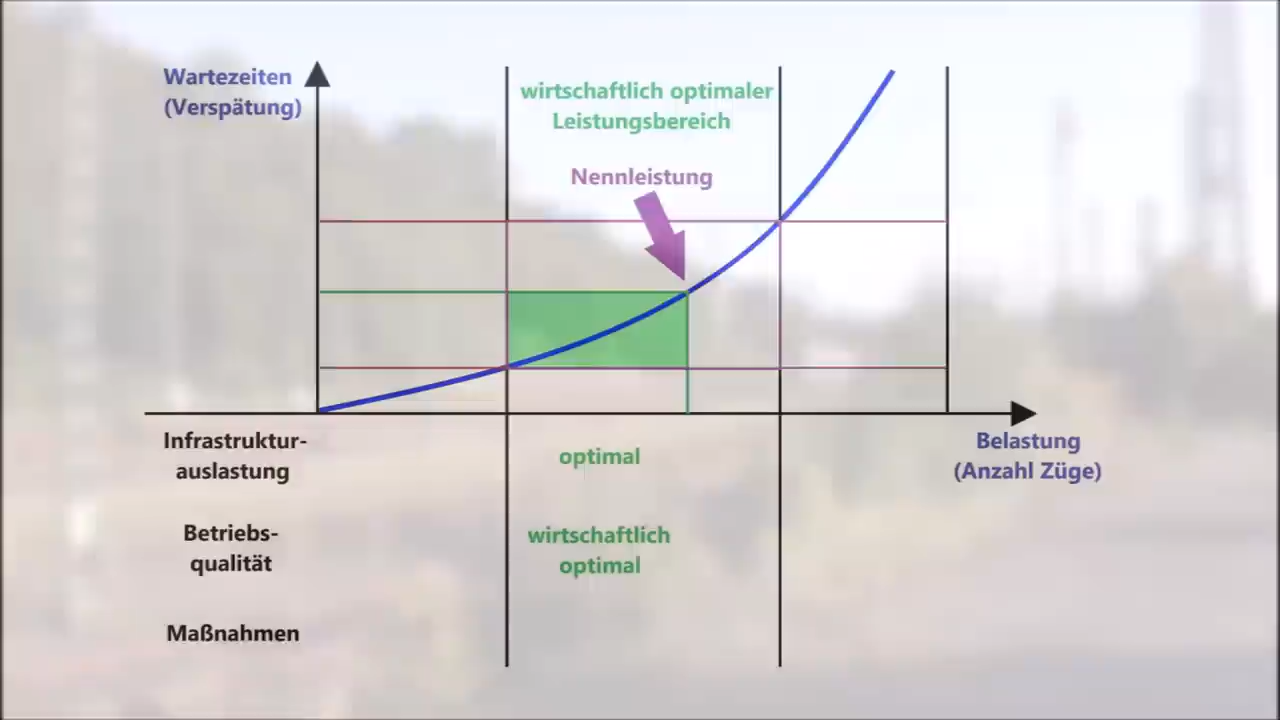 Wartezeiten
(Verspätung)
wirtschaftlich optimaler
Leistungsbereich
Nennleistung
Belastung
(Anzahl Züge)
Infrastruktur-
auslastung
optimal
Betriebs-
qualität
wirtschaftlich
optimal
Maßnahmen